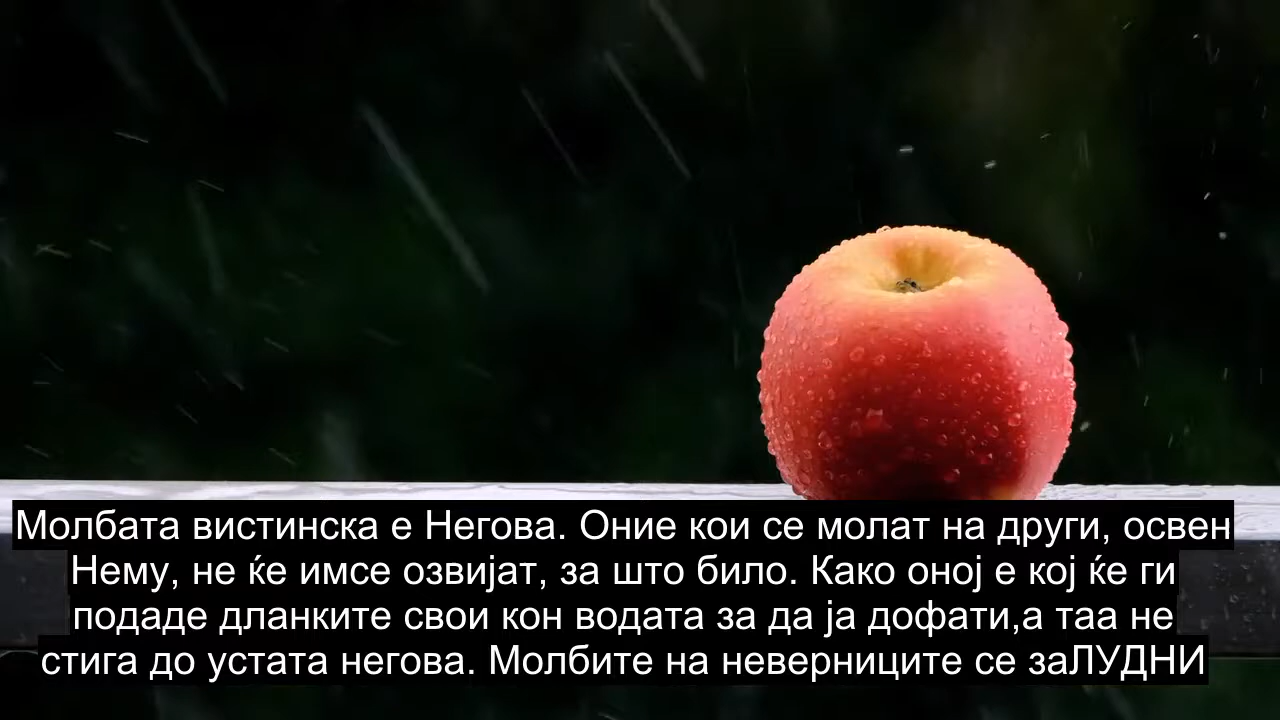 Молбата вистинска е Негова. Оние кои се молат на други, освен
Нему, не ќе имсе озвијат, за што било. Како оној е кој ќе ги
подаде дланките свои кон водата за да ја дофати,а таа не
стига до устата негова. Молбите на неверниците се заЛУДНИ